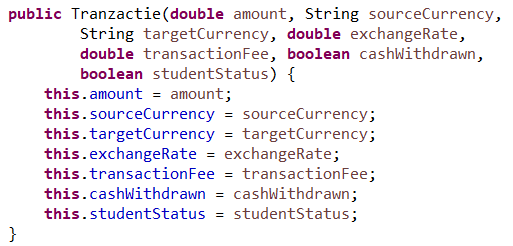 public Tranzactie(double amount, String sourceCurrency,
        String targetCurrency, double exchangeRate,
        double transactionFee, boolean cashWithdrawn,
        boolean studentStatus) {
    this.amount = amount;
    this.sourceCurrency = sourceCurrency;
    this.targetCurrency = targetCurrency;
    this.exchangeRate = exchangeRate;
    this.transactionFee = transactionFee;
    this.cashWithdrawn = cashWithdrawn;
    this.studentStatus = studentStatus;
}